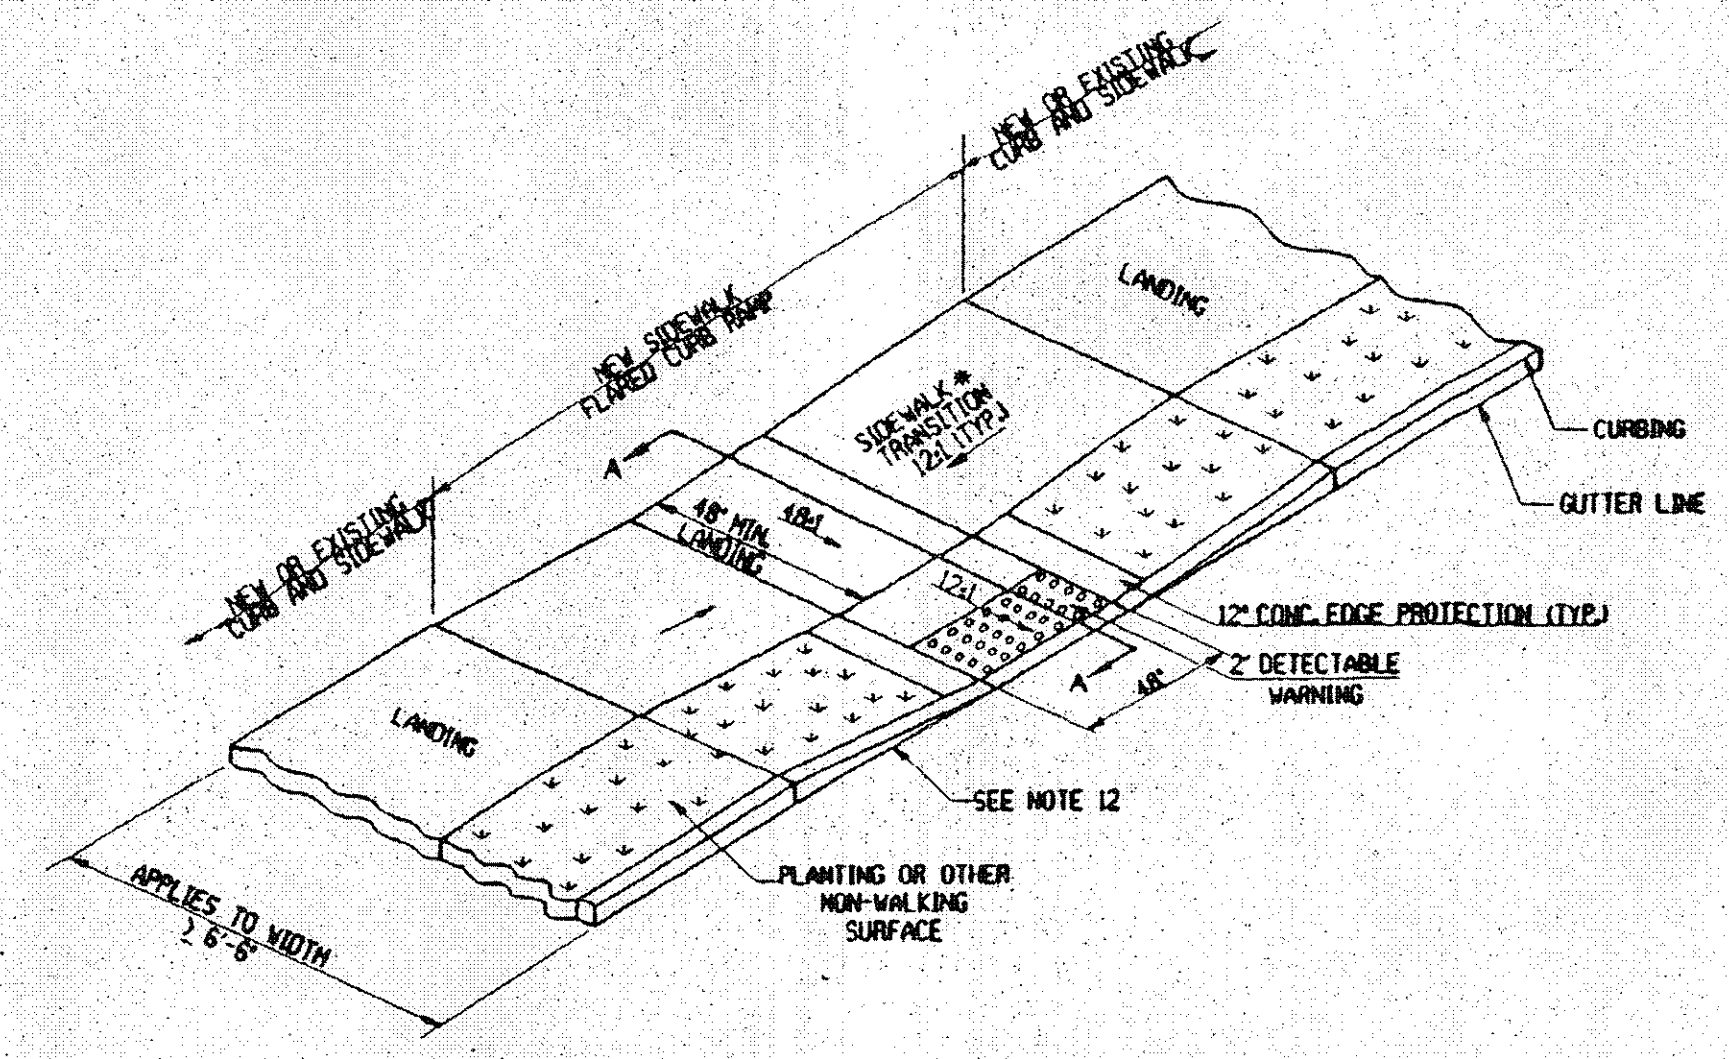 NEW OR EXISTING
CURB AND SIDEWALK
NEW SIDEWALK
FLARED CURB RAMP
NEW OR EXISTING
CURB AND SIDEWALK
LANDING
SIDEWALK *
TRANSITION
12:1 (TYP.)
CURBING
GUTTER LINE
A
48:1
48" MIN.
LANDING
12:1
12" CONC. EDGE PROTECTION (TYP.)
2' DETECTABLE
WARNING
A
48"
LANDING
SEE NOTE 12
PLANTING OR OTHER
NON-WALKING
SURFACE
APPLIES TO WIDTH
≥ 6'-6"